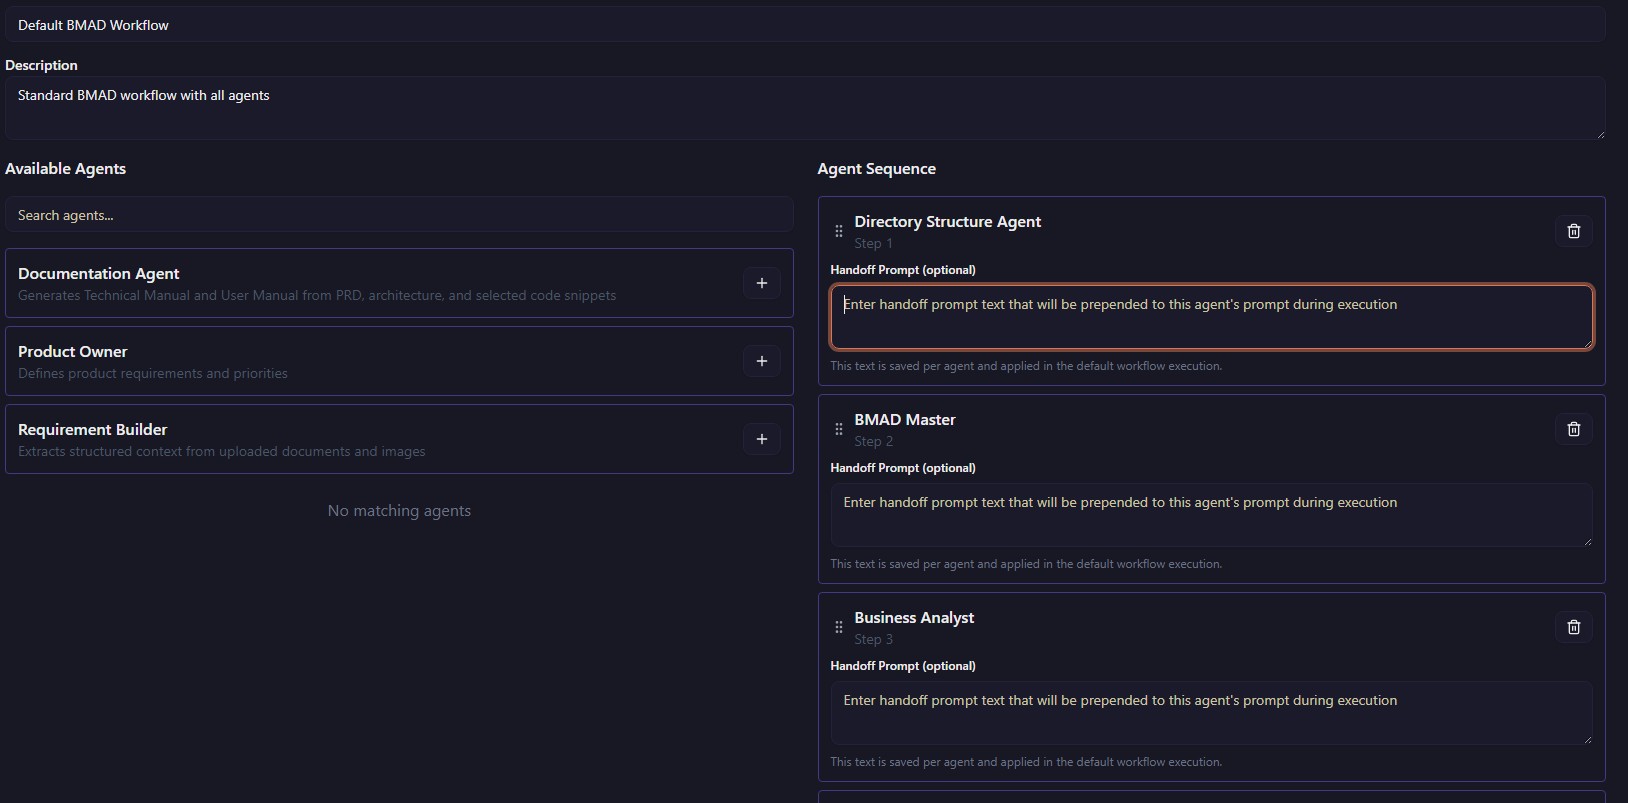 Default BMAD Workflow
Description
Standard BMAD workflow with all agents
Available Agents
Search agents...
Documentation Agent
Generates Technical Manual and User Manual from PRD, architecture, and selected code snippets
Product Owner
Defines product requirements and priorities
Requirement Builder
Extracts structured context from uploaded documents and images
No matching agents
Agent Sequence
Directory Structure Agent
Step 1
Handoff Prompt (optional)
Enter handoff prompt text that will be prepended to this agent's prompt during execution
This text is saved per agent and applied in the default workflow execution.
BMAD Master
Step 2
Handoff Prompt (optional)
Enter handoff prompt text that will be prepended to this agent's prompt during execution
This text is saved per agent and applied in the default workflow execution.
Business Analyst
Step 3
Handoff Prompt (optional)
Enter handoff prompt text that will be prepended to this agent's prompt during execution
This text is saved per agent and applied in the default workflow execution.